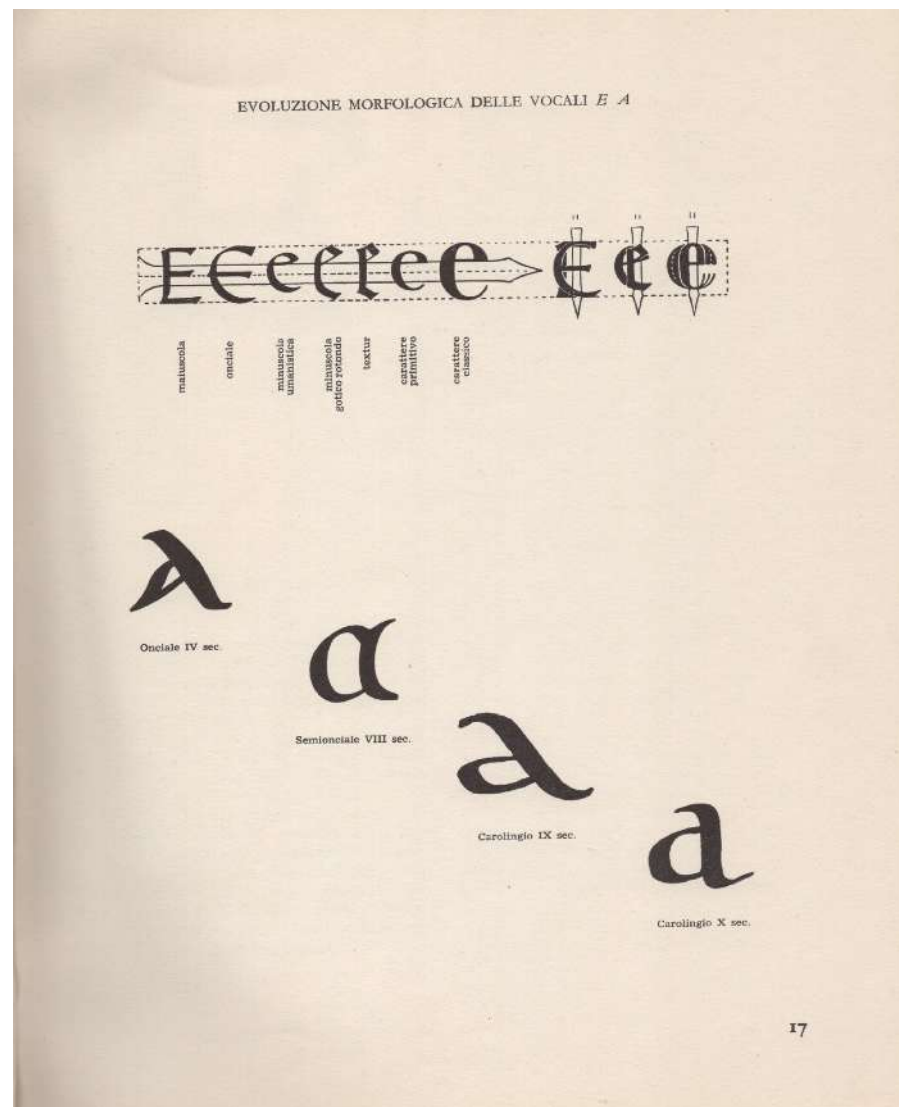 EVOLUZIONE MORFOLOGICA DELLE VOCALI E A
E E e e e e e E e e
maiuscola
onciale
minuscola
umanistica
minuscola
gotico rotondo
textur
carattere
primitivo
carattere
classico
a
Onciale IV sec.
a
Semionciale VIII sec.
a
Carolingio IX sec.
a
Carolingio X sec.
17